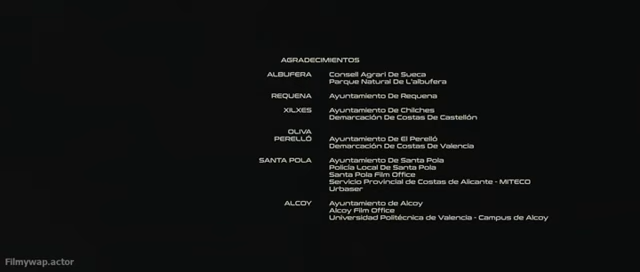 AGRADECIMIENTOS
ALBUFERA Consell Agrari De Sueca
Parque Natural De L'albufera
REQUENA Ayuntamiento De Requena
XILXES Ayuntamiento De Chilches
Demarcación De Costas De Castellón
OLIVA
PERELLÓ Ayuntamiento De El Perelló
Demarcación De Costas De Valencia
SANTA POLA Ayuntamiento De Santa Pola
Policía Local De Santa Pola
Santa Pola Film Office
Servicio Provincial de Costas de Alicante - MITECO
Urbaser
ALCOY Ayuntamiento de Alcoy
Alcoy Film Office
Universidad Politécnica de Valencia - Campus de Alcoy
Filmywap.actor